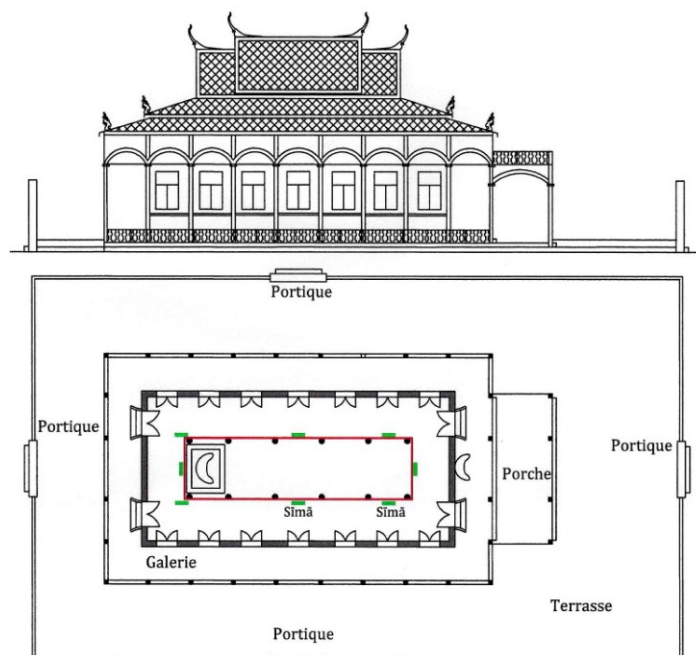 Portique
Portique
Portique
Porche
Sīmā
Sīmā
Galerie
Terrasse
Portique